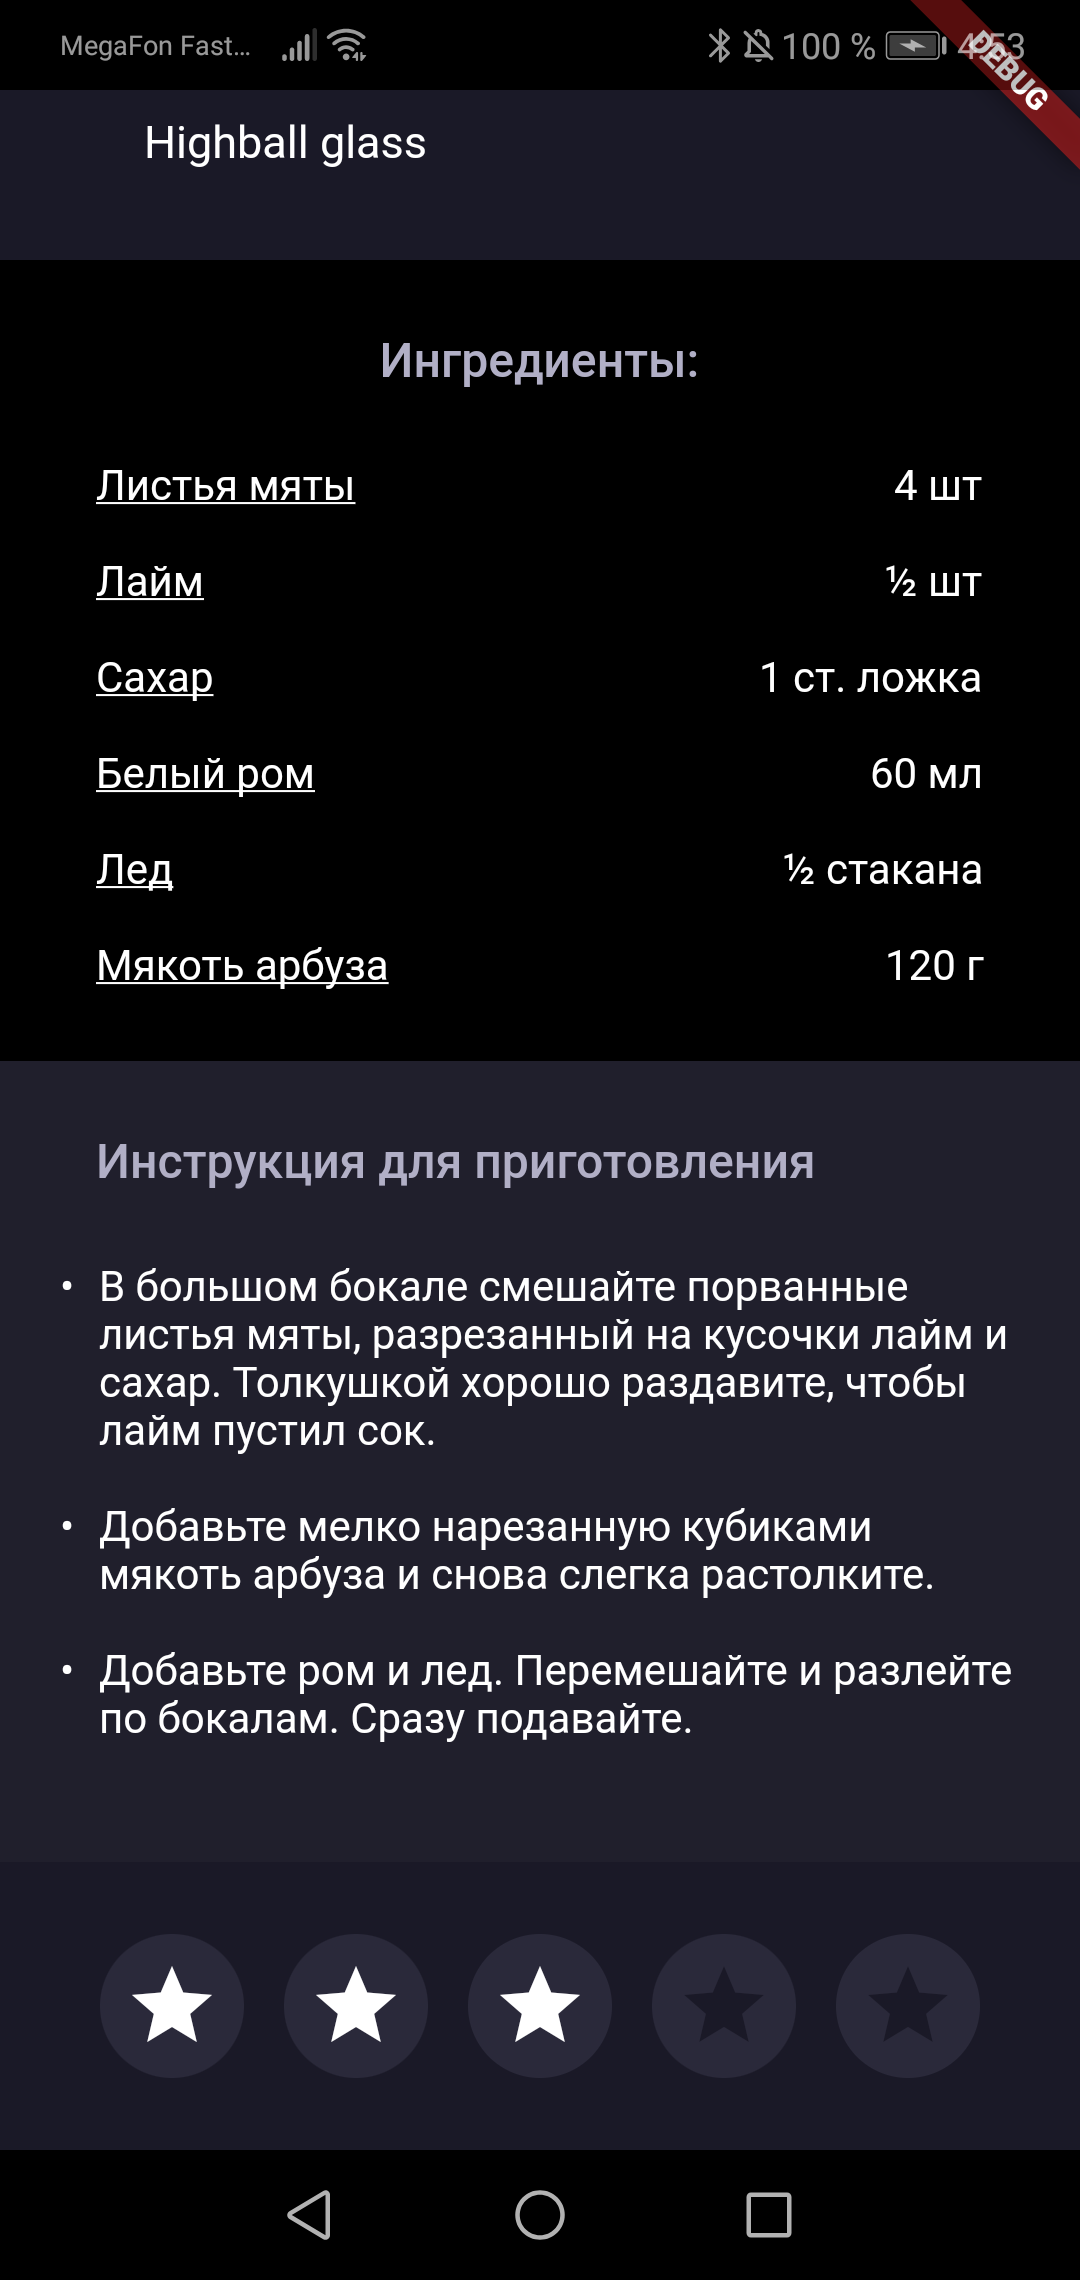 MegaFon Fast...
100 %
DEBUG
Highball glass
Ингредиенты:
Листья мяты 4 шт
Лайм ½ шт
Сахар 1 ст. ложка
Белый ром 60 мл
Лед ½ стакана
Мякоть арбуза 120 г
Инструкция для приготовления
• В большом бокале смешайте порванные
листья мяты, разрезанный на кусочки лайм и
сахар. Толкушкой хорошо раздавите, чтобы
лайм пустил сок.
• Добавьте мелко нарезанную кубиками
мякоть арбуза и снова слегка растолките.
• Добавьте ром и лед. Перемешайте и разлейте
по бокалам. Сразу подавайте.